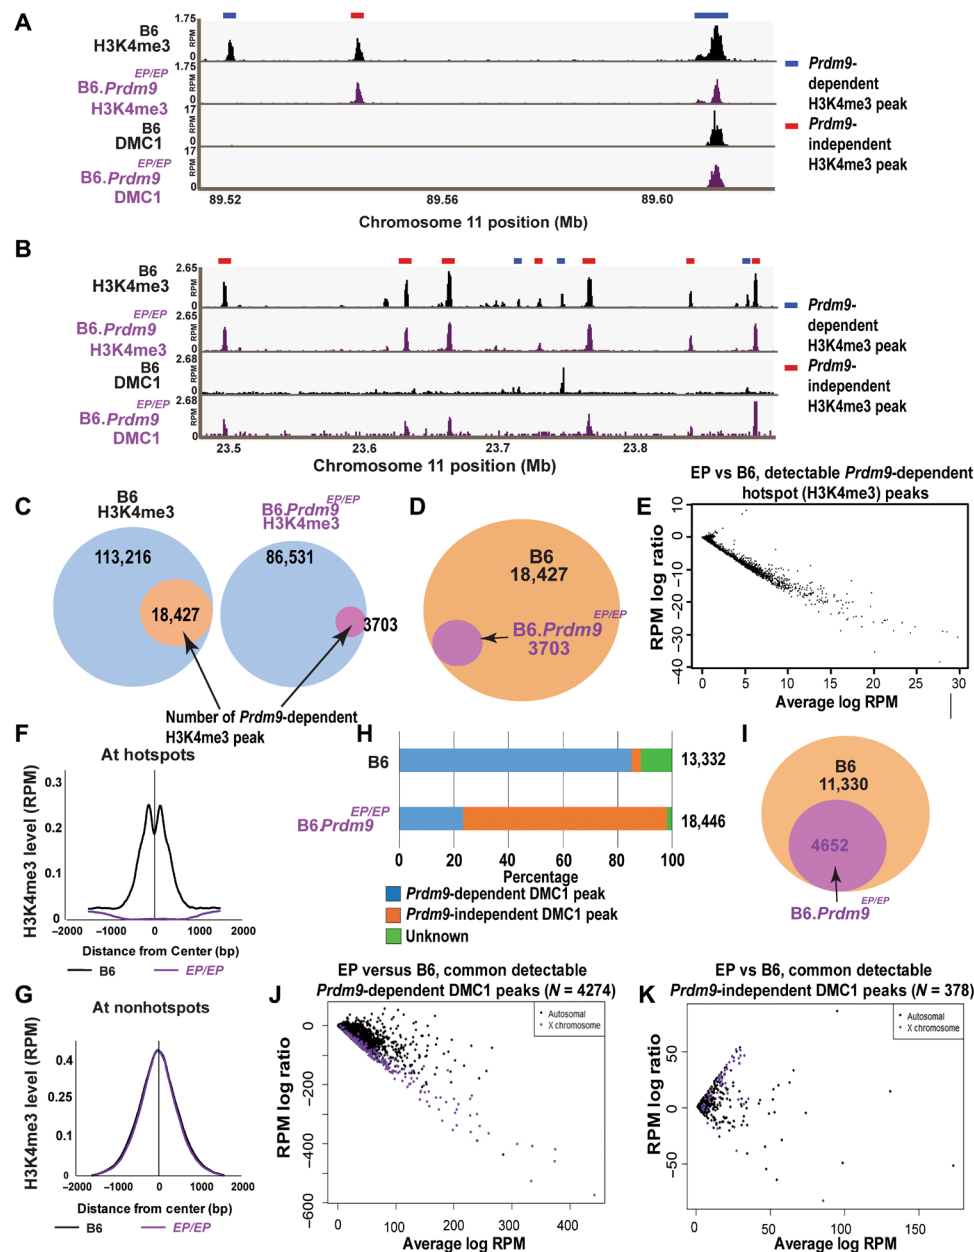 A
1.75
B6
H3K4me3
RPM
0
1.75
EP/EP
B6.Prdm9
H3K4me3
RPM
0
17
B6
DMC1
RPM
0
17
EP/EP
B6.Prdm9
DMC1
RPM
0
89.52 89.56 89.60
Chromosome 11 position (Mb)
Prdm9-
dependent
H3K4me3 peak
Prdm9-
independent
H3K4me3 peak
B
2.65
B6
H3K4me3
RPM
0
2.65
EP/EP
B6.Prdm9
H3K4me3
RPM
0
2.68
B6
DMC1
RPM
0
2.68
EP/EP
B6.Prdm9
DMC1
RPM
0
23.5 23.6 23.7 23.8
Chromosome 11 position (Mb)
Prdm9-
dependent
H3K4me3 peak
Prdm9-
independent
H3K4me3 peak
C
B6
H3K4me3
113,216
18,427
EP/EP
B6.Prdm9
H3K4me3
86,531
3703
Number of Prdm9-dependent
H3K4me3 peak
D
B6
18,427
EP/EP
B6.Prdm9
3703
E
EP vs B6, detectable Prdm9-dependent
hotspot (H3K4me3) peaks
RPM log ratio
10
0
−10
−20
−30
−40
0 5 10 15 20 25 30
Average log RPM
F
At hotspots
H3K4me3 level (RPM)
0.3
0.2
0.1
0
-2000 -1000 0 1000 2000
Distance from Center (bp)
B6 EP/EP
G
At nonhotspots
H3K4me3 level (RPM)
0.4
0.25
0.1
0
-2000 -1000 0 1000 2000
Distance from center (bp)
B6 EP/EP
H
B6
13,332
EP/EP
B6Prdm9
18,446
0 20 40 60 80 100
Percentage
Prdm9-dependent DMC1 peak
Prdm9-independent DMC1 peak
Unknown
I
B6
11,330
4652
EP/EP
B6.Prdm9
J
EP versus B6, common detectable
Prdm9-dependent DMC1 peaks (N = 4274)
Autosomal
X chromosome
RPM log ratio
0
−200
−400
−600
0 100 200 300 400
Average log RPM
K
EP vs B6, common detectable
Prdm9-independent DMC1 peaks (N = 378)
Autosomal
X chromosome
RPM log ratio
50
0
−50
0 50 100 150
Average log RPM